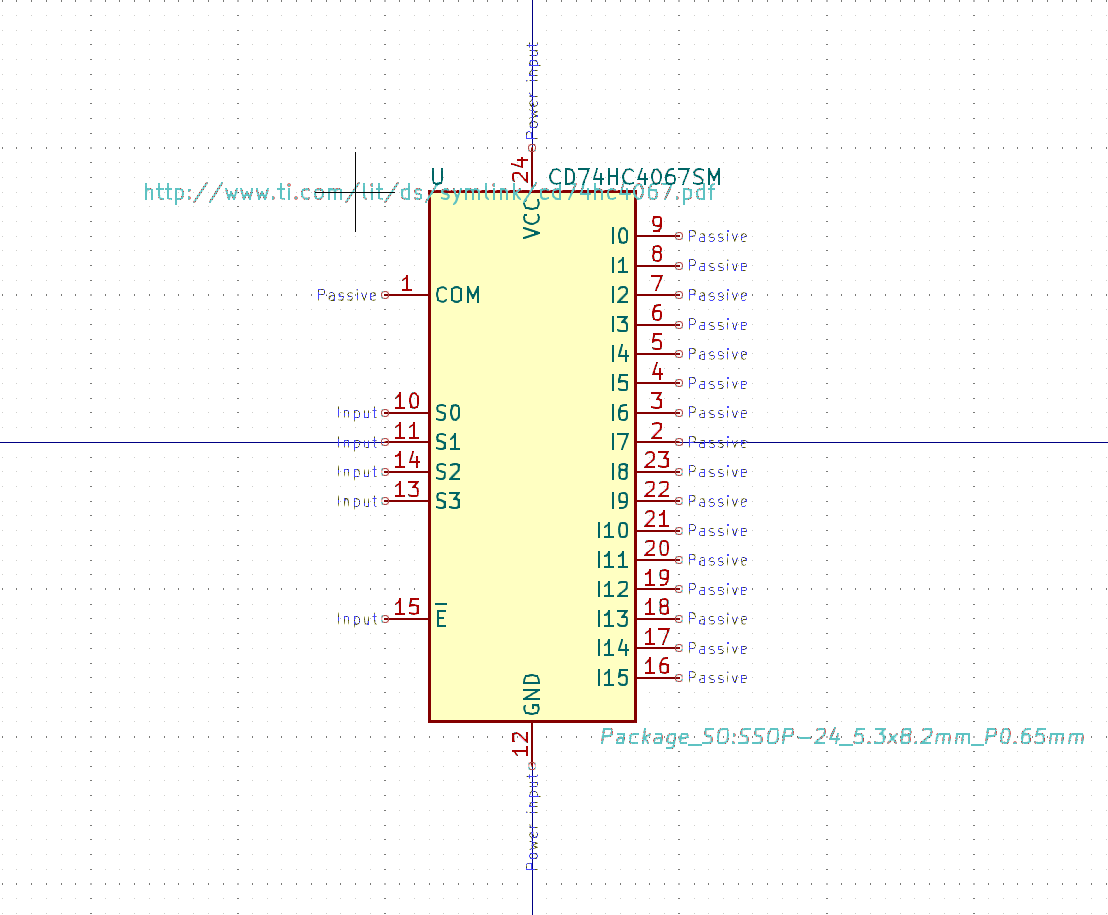 Power input
24
U CD74HC4067SM
http://www.ti.com/lit/ds/symlink/cd74hc4067.pdf
VCC
I0 9 Passive
I1 8 Passive
Passive 1 COM I2 7 Passive
I3 6 Passive
I4 5 Passive
I5 4 Passive
Input 10 S0 I6 3 Passive
Input 11 S1 I7 2 Passive
Input 14 S2 I8 23 Passive
Input 13 S3 I9 22 Passive
I10 21 Passive
I11 20 Passive
I12 19 Passive
Input 15 E I13 18 Passive
I14 17 Passive
I15 16 Passive
GND
12 Package_SO:SSOP-24_5.3x8.2mm_P0.65mm
Power input